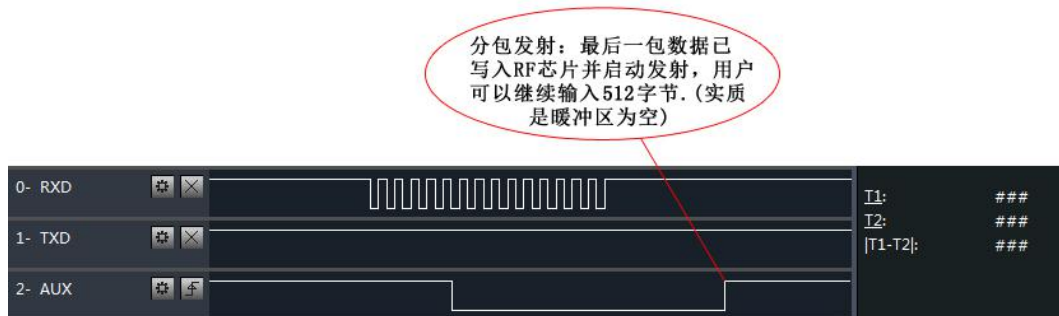 分包发射：最后一包数据已
写入RF芯片并启动发射，用户
可以继续输入512字节.(实质
是暖冲区为空)
0- RXD
T1: ###
1- TXD
T2: ###
|T1-T2|: ###
2- AUX